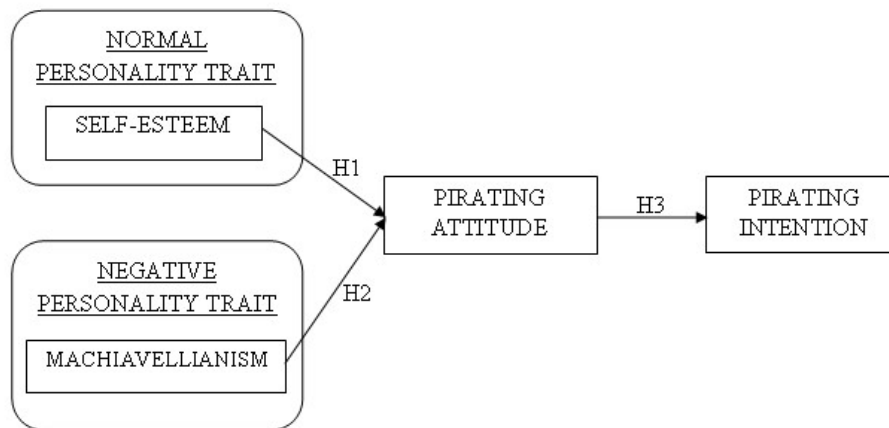 NORMAL
PERSONALITY TRAIT
SELF-ESTEEM
H1
PIRATING
ATTITUDE
H3
PIRATING
INTENTION
NEGATIVE
PERSONALITY TRAIT
H2
MACHIAVELLIANISM